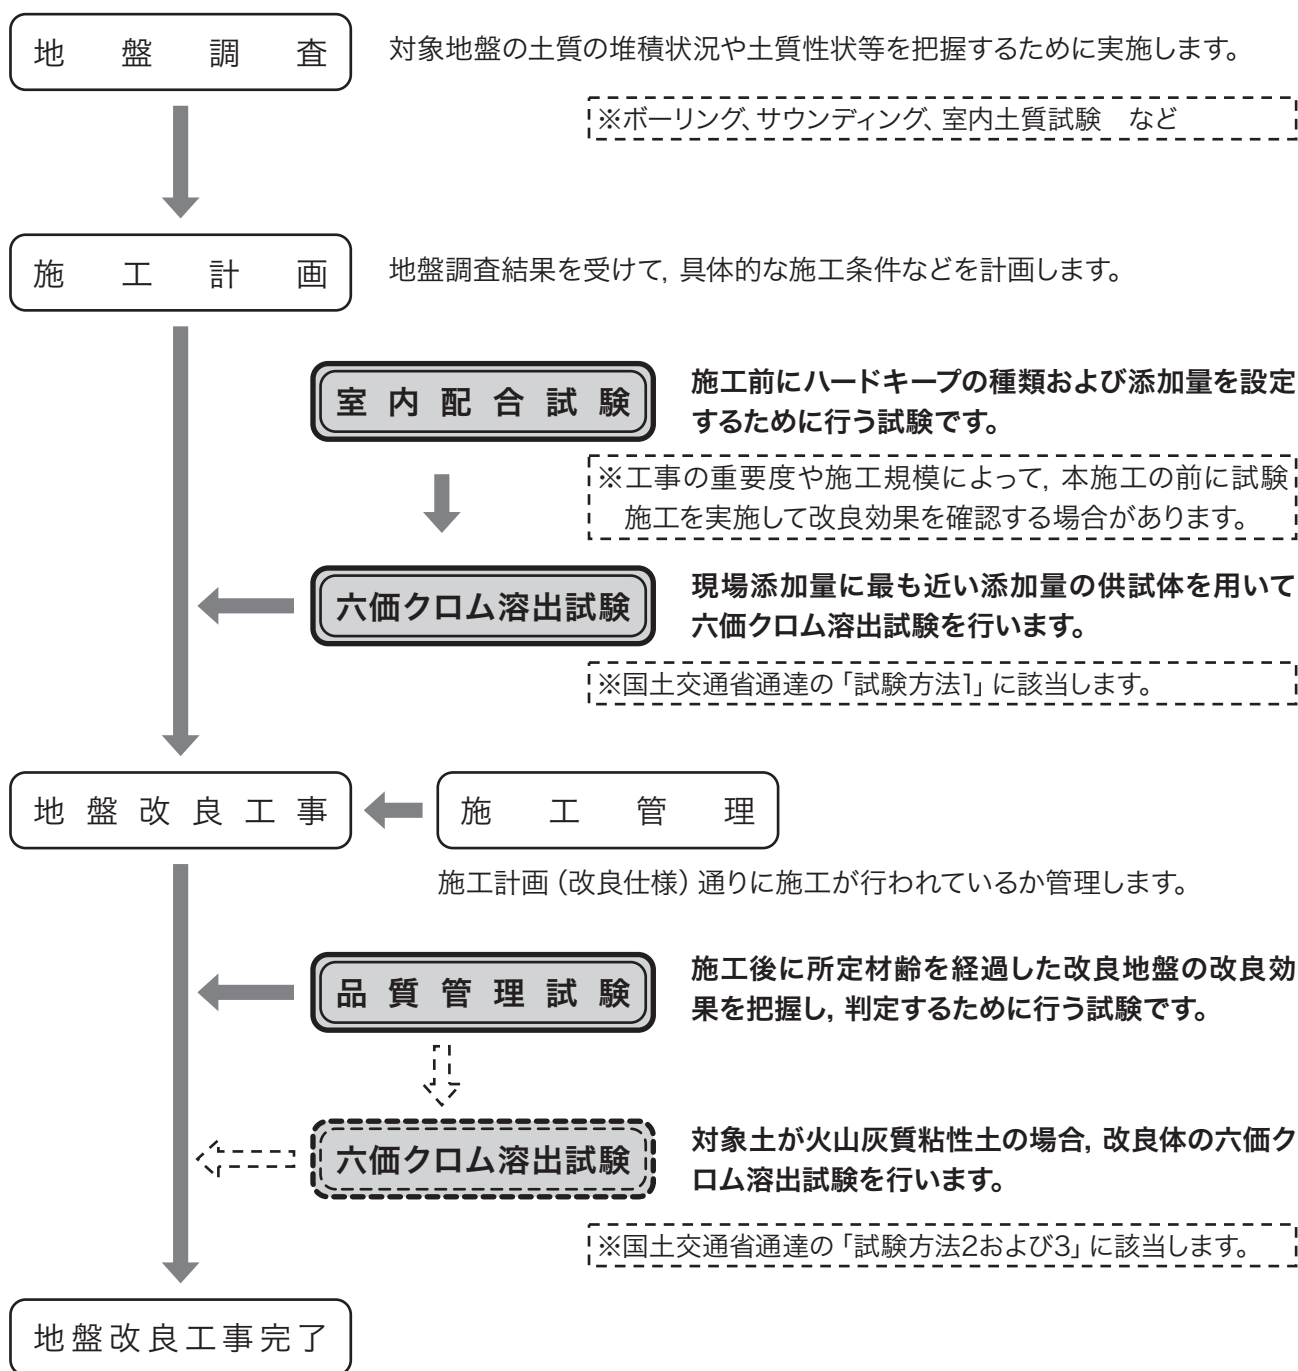 地盤調査
対象地盤の土質の堆積状況や土質性状等を把握するために実施します。
※ボーリング、サウンディング、室内土質試験　など
施工計画
地盤調査結果を受けて, 具体的な施工条件などを計画します。
室内配合試験
施工前にハードキープの種類および添加量を設定
するために行う試験です。
※工事の重要度や施工規模によって, 本施工の前に試験
施工を実施して改良効果を確認する場合があります。
六価クロム溶出試験
現場添加量に最も近い添加量の供試体を用いて
六価クロム溶出試験を行います。
※国土交通省通達の「試験方法1」に該当します。
地盤改良工事
施工管理
施工計画（改良仕様）通りに施工が行われているか管理します。
品質管理試験
施工後に所定材齢を経過した改良地盤の改良効
果を把握し, 判定するために行う試験です。
六価クロム溶出試験
対象土が火山灰質粘性土の場合, 改良体の六価ク
ロム溶出試験を行います。
※国土交通省通達の「試験方法2および3」に該当します。
地盤改良工事完了